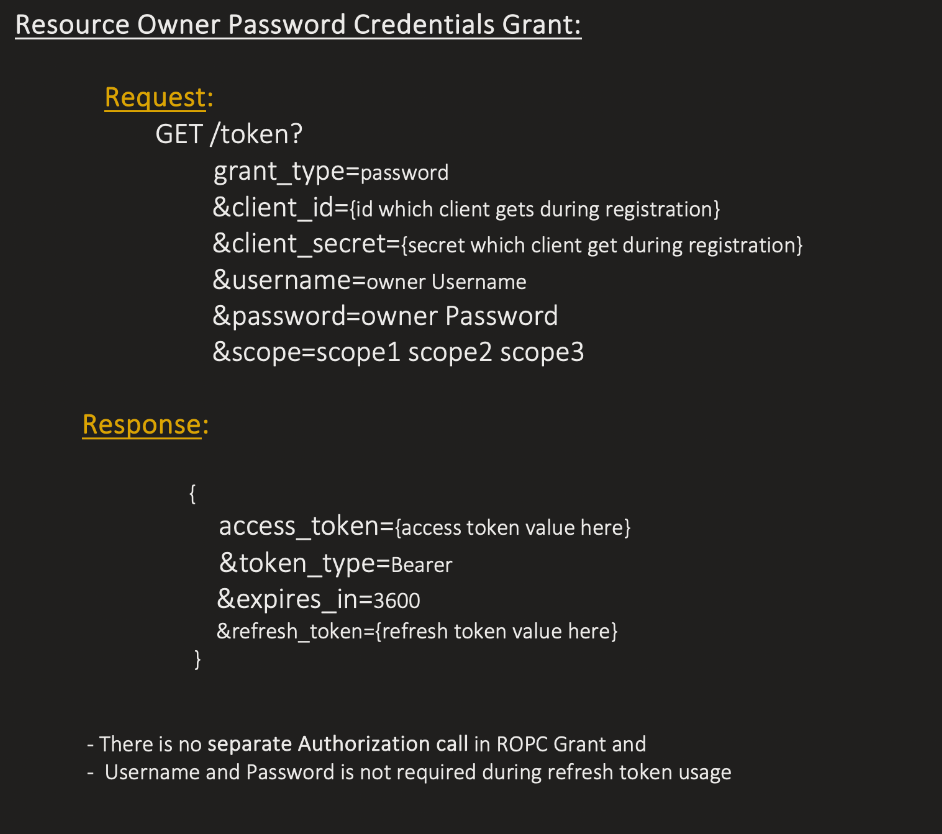 Resource Owner Password Credentials Grant:
Request:
GET /token?
grant_type=password
&client_id={id which client gets during registration}
&client_secret={secret which client get during registration}
&username=owner Username
&password=owner Password
&scope=scope1 scope2 scope3
Response:
{
access_token={access token value here}
&token_type=Bearer
&expires_in=3600
&refresh_token={refresh token value here}
}
- There is no separate Authorization call in ROPC Grant and
- Username and Password is not required during refresh token usage